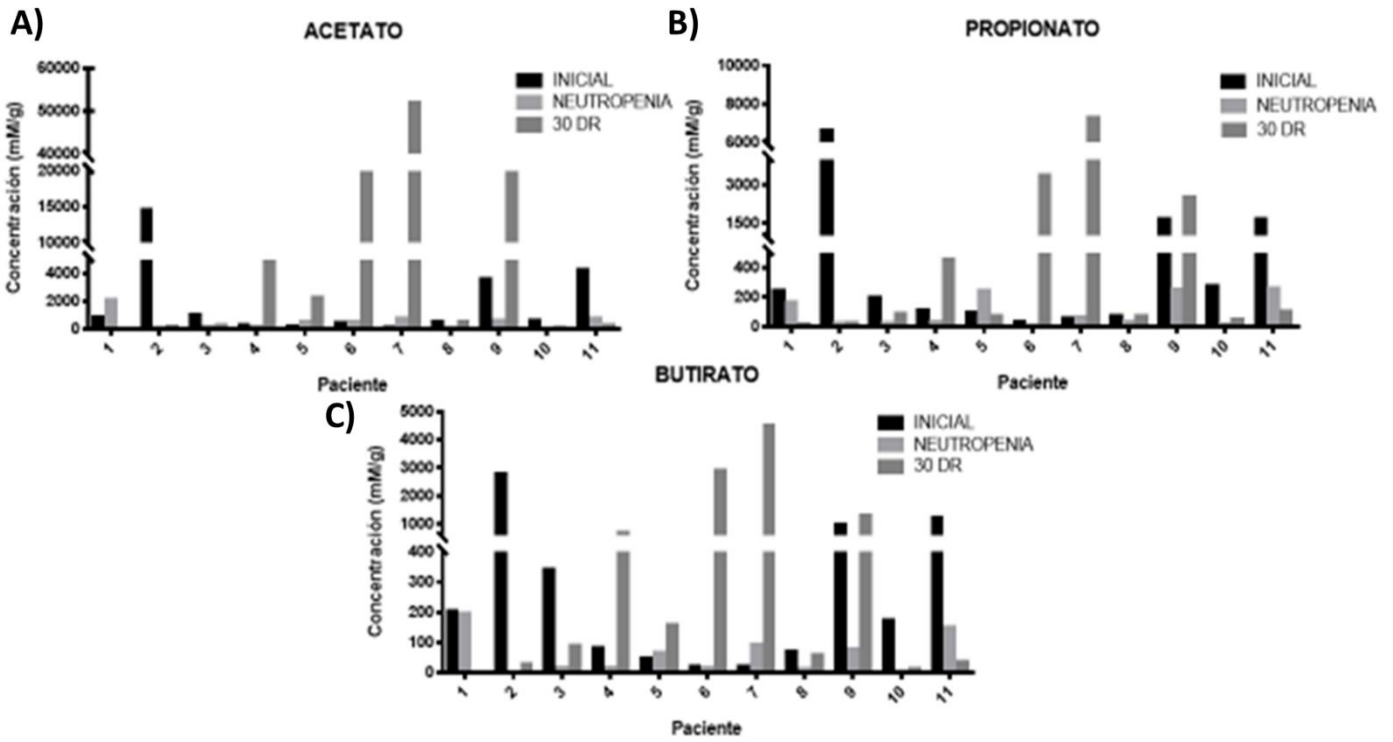 A)
ACETATO
60000
50000
40000
20000
15000
10000
4000
2000
0
Concentración (mM/g)
INICIAL
NEUTROPENIA
30 DR
1 2 3 4 5 6 7 8 9 10 11
Paciente
B)
PROPIONATO
10000
8000
6000
3000
1500
400
200
0
Concentración (mM/g)
INICIAL
NEUTROPENIA
30 DR
1 2 3 4 5 6 7 8 9 10 11
Paciente
C)
BUTIRATO
5000
4000
3000
2000
1000
400
300
200
100
0
Concentración (mM/g)
INICIAL
NEUTROPENIA
30 DR
1 2 3 4 5 6 7 8 9 10 11
Paciente